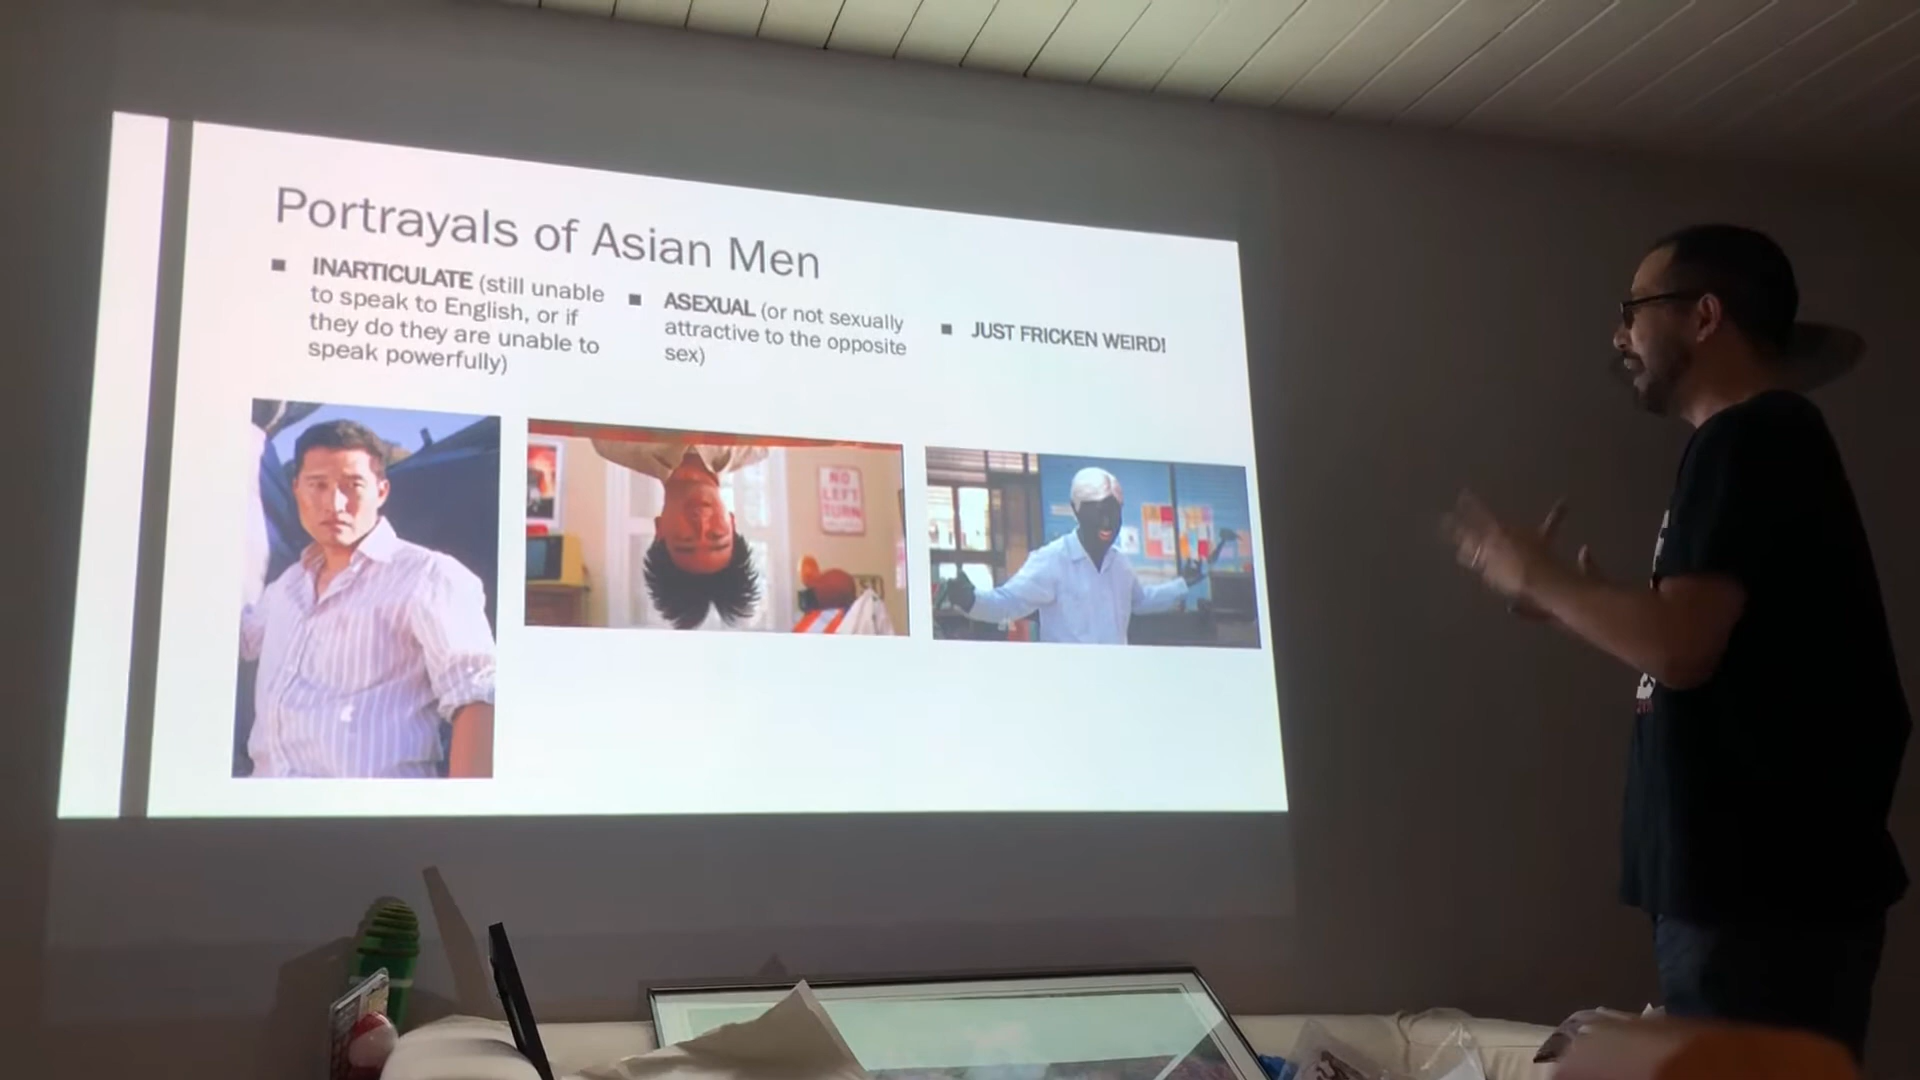 Portrayals of Asian Men
INARTICULATE (still unable
to speak to English, or if
they do they are unable to
speak powerfully)
ASEXUAL (or not sexually
attractive to the opposite
sex)
JUST FRICKEN WEIRD!
NO
LEFT
TURN